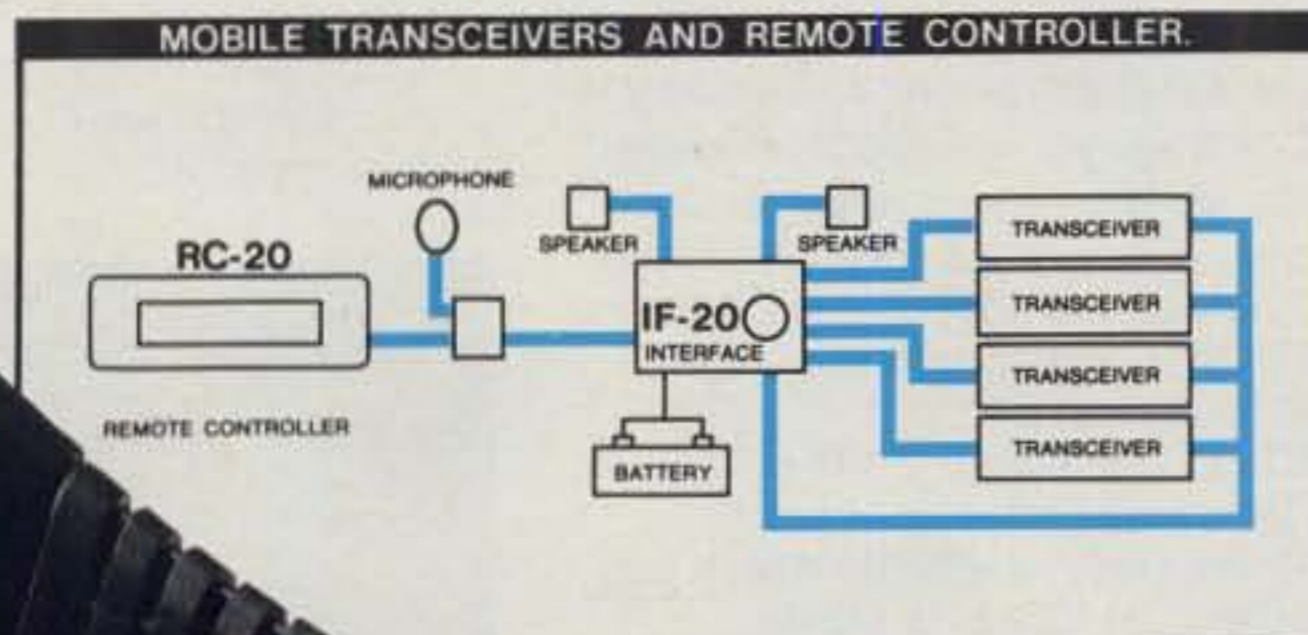 MOBILE TRANSCEIVERS AND REMOTE CONTROLLER.
MICROPHONE
RC-20
REMOTE CONTROLLER
SPEAKER
SPEAKER
IF-20
INTERFACE
BATTERY
TRANSCEIVER
TRANSCEIVER
TRANSCEIVER
TRANSCEIVER